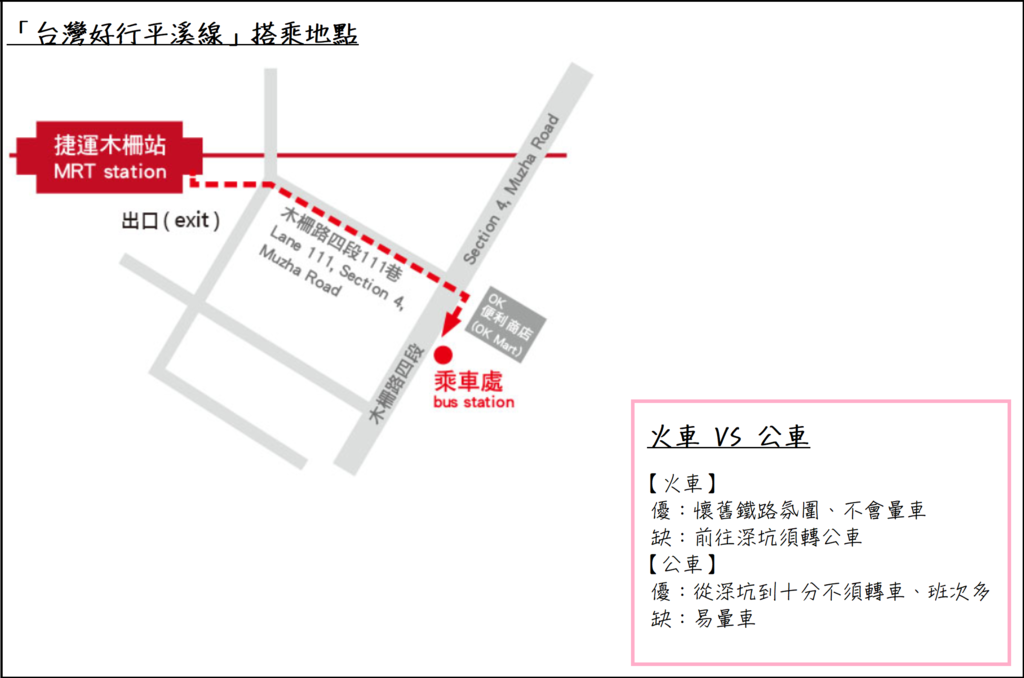 「台灣好行平溪線」搭乘地點
捷運木柵站
MRT station
出口 ( exit )
木柵路四段111巷
Lane 111, Section 4,
Muzha Road
Section 4, Muzha Road
OK
便利商店
(OK Mart)
木柵路四段
乘車處
bus station
火車 VS 公車
【火車】
優：懷舊鐵路氛圍、不會暈車
缺：前往深坑須轉公車
【公車】
優：從深坑到十分不須轉車、班次多
缺：易暈車